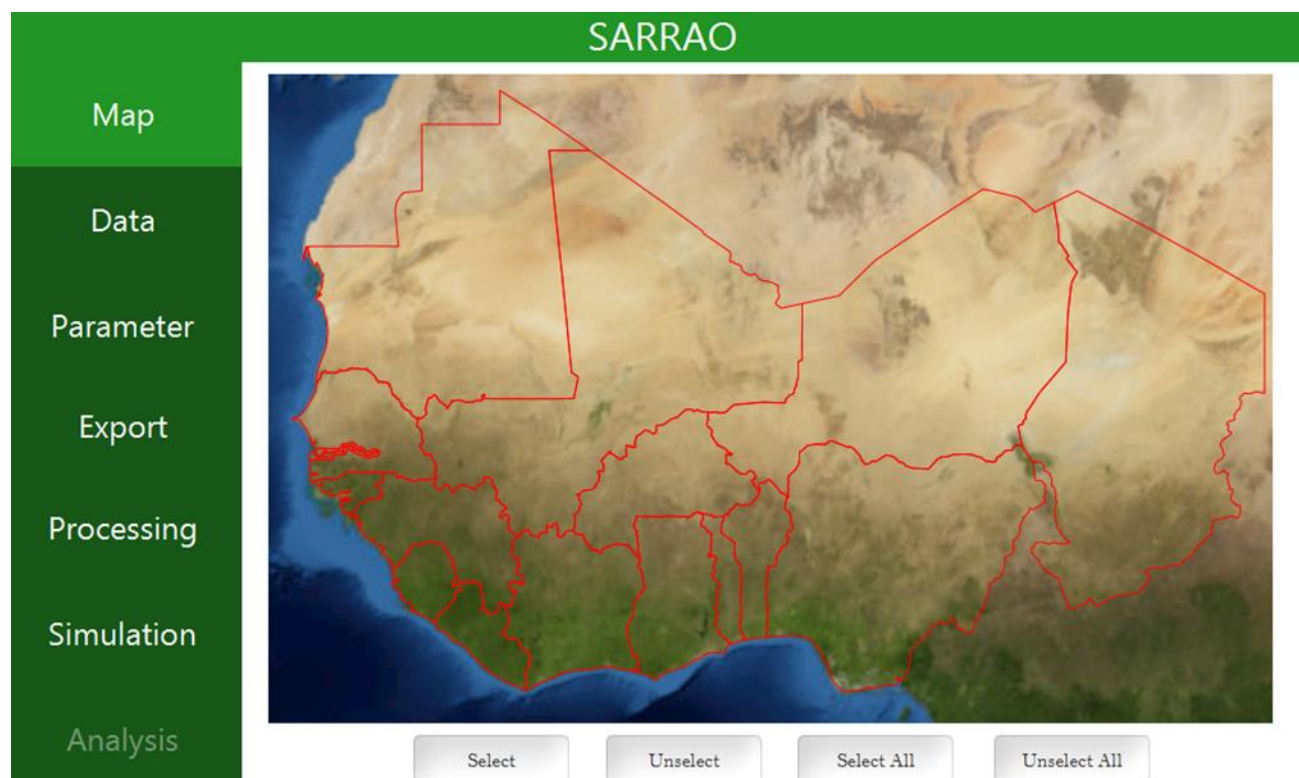 SARRAO
Map
Data
Parameter
Export
Processing
Simulation
Analysis
Select
Unselect
Select All
Unselect All